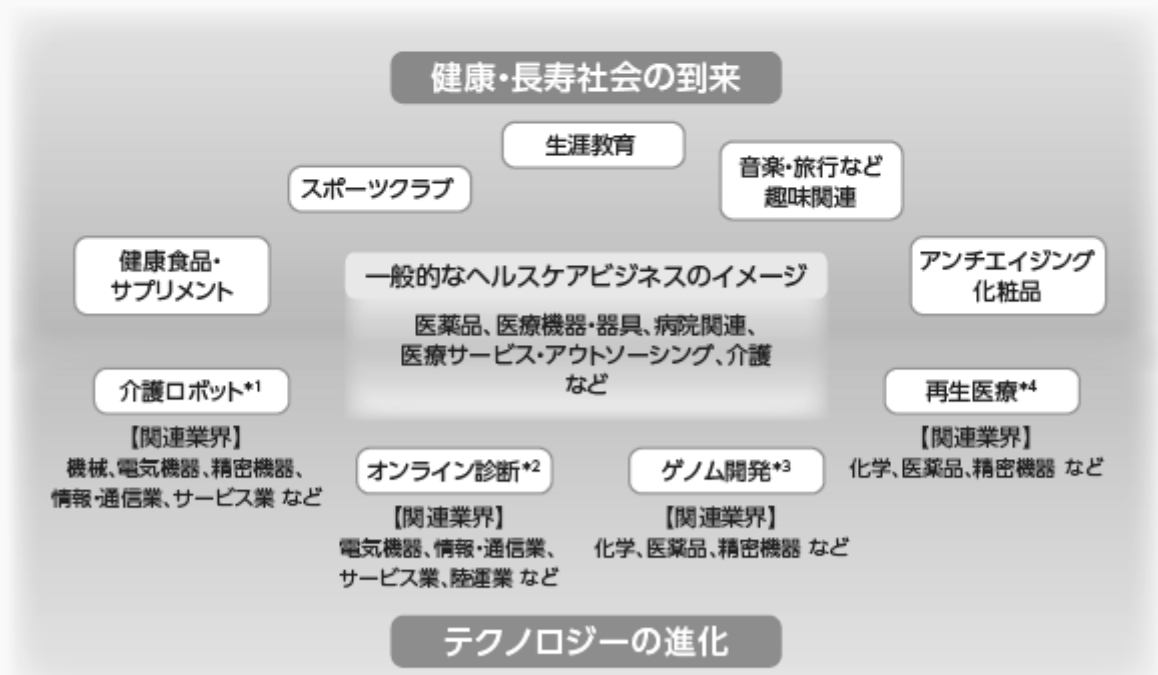 健康・長寿社会の到来
生涯教育
スポーツクラブ
音楽・旅行など
趣味関連
健康食品・
サプリメント
一般的なヘルスケアビジネスのイメージ
医薬品、医療機器・器具、病院関連、
医療サービス・アウトソーシング、介護
など
アンチエイジング
化粧品
介護ロボット*1
【関連業界】
機械、電気機器、精密機器、
情報・通信業、サービス業 など
オンライン診断*2
【関連業界】
電気機器、情報・通信業、
サービス業、陸運業 など
ゲノム開発*3
【関連業界】
化学、医薬品、精密機器 など
再生医療*4
【関連業界】
化学、医薬品、精密機器 など
テクノロジーの進化